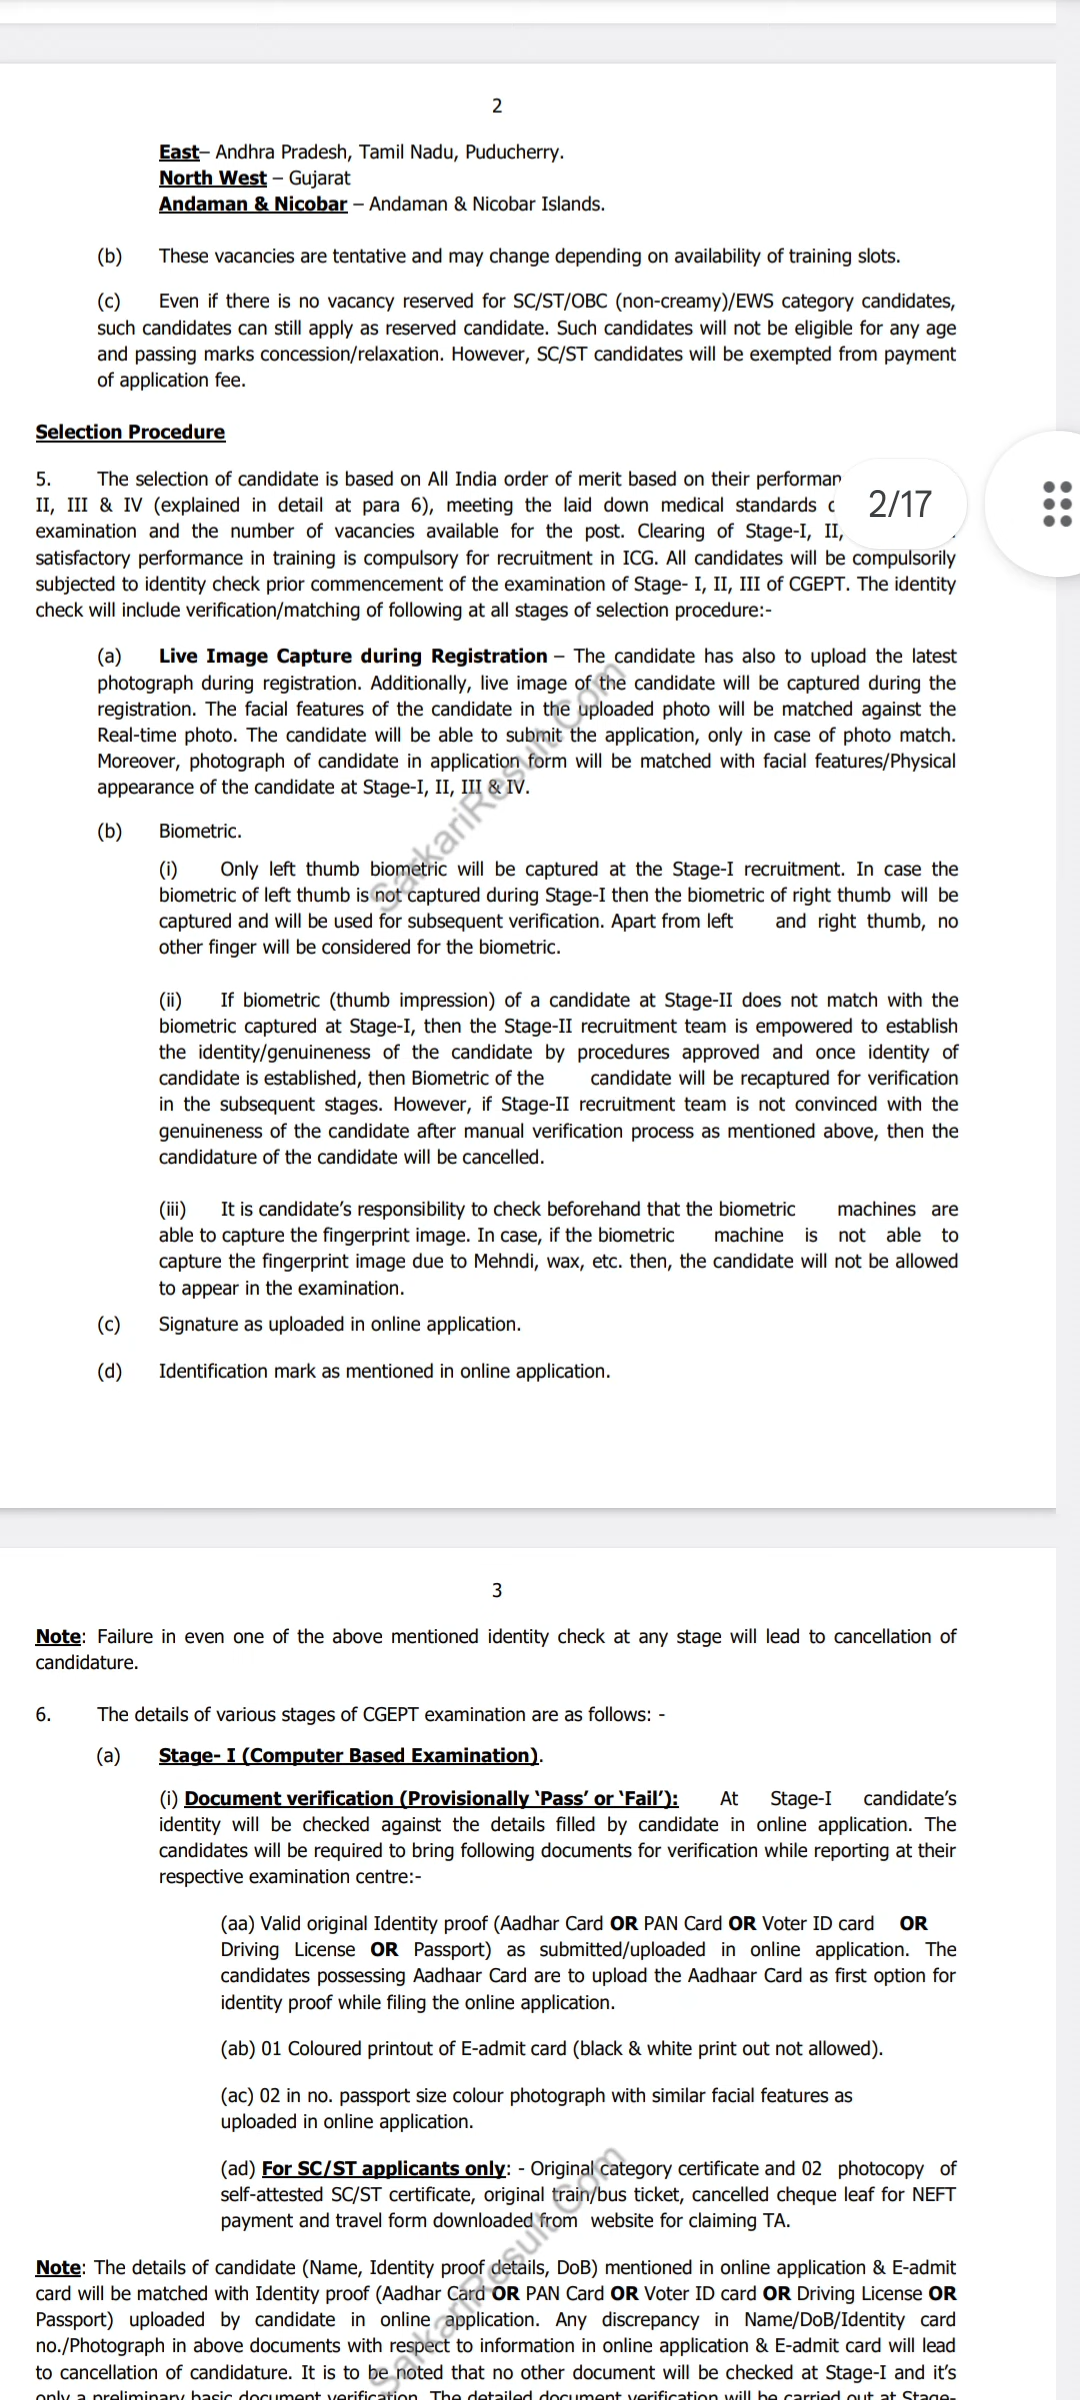 2
East– Andhra Pradesh, Tamil Nadu, Puducherry.
North West – Gujarat
Andaman & Nicobar – Andaman & Nicobar Islands.
(b) These vacancies are tentative and may change depending on availability of training slots.
(c) Even if there is no vacancy reserved for SC/ST/OBC (non-creamy)/EWS category candidates,
such candidates can still apply as reserved candidate. Such candidates will not be eligible for any age
and passing marks concession/relaxation. However, SC/ST candidates will be exempted from payment
of application fee.
Selection Procedure
5. The selection of candidate is based on All India order of merit based on their performan
II, III & IV (explained in detail at para 6), meeting the laid down medical standards
2/17
examination and the number of vacancies available for the post. Clearing of Stage-I, II,
satisfactory performance in training is compulsory for recruitment in ICG. All candidates will be compulsorily
subjected to identity check prior commencement of the examination of Stage- I, II, III of CGEPT. The identity
check will include verification/matching of following at all stages of selection procedure:-
(a) Live Image Capture during Registration – The candidate has also to upload the latest
photograph during registration. Additionally, live image of the candidate will be captured during the
registration. The facial features of the candidate in the uploaded photo will be matched against the
Real-time photo. The candidate will be able to submit the application, only in case of photo match.
Moreover, photograph of candidate in application form will be matched with facial features/Physical
appearance of the candidate at Stage-I, II, III & IV.
SarkariResult.Com
(b) Biometric.
(i) Only left thumb biometric will be captured at the Stage-I recruitment. In case the
biometric of left thumb is not captured during Stage-I then the biometric of right thumb will be
captured and will be used for subsequent verification. Apart from left and right thumb, no
other finger will be considered for the biometric.
(ii) If biometric (thumb impression) of a candidate at Stage-II does not match with the
biometric captured at Stage-I, then the Stage-II recruitment team is empowered to establish
the identity/genuineness of the candidate by procedures approved and once identity of
candidate is established, then Biometric of the candidate will be recaptured for verification
in the subsequent stages. However, if Stage-II recruitment team is not convinced with the
genuineness of the candidate after manual verification process as mentioned above, then the
candidature of the candidate will be cancelled.
(iii) It is candidate’s responsibility to check beforehand that the biometric machines are
able to capture the fingerprint image. In case, if the biometric machine is not able to
capture the fingerprint image due to Mehndi, wax, etc. then, the candidate will not be allowed
to appear in the examination.
(c) Signature as uploaded in online application.
(d) Identification mark as mentioned in online application.
3
Note: Failure in even one of the above mentioned identity check at any stage will lead to cancellation of
candidature.
6. The details of various stages of CGEPT examination are as follows: -
(a) Stage- I (Computer Based Examination).
(i) Document verification (Provisionally ‘Pass’ or ‘Fail’): At Stage-I candidate’s
identity will be checked against the details filled by candidate in online application. The
candidates will be required to bring following documents for verification while reporting at their
respective examination centre:-
(aa) Valid original Identity proof (Aadhar Card OR PAN Card OR Voter ID card OR
Driving License OR Passport) as submitted/uploaded in online application. The
candidates possessing Aadhaar Card are to upload the Aadhaar Card as first option for
identity proof while filing the online application.
(ab) 01 Coloured printout of E-admit card (black & white print out not allowed).
(ac) 02 in no. passport size colour photograph with similar facial features as
uploaded in online application.
(ad) For SC/ST applicants only: - Original category certificate and 02 photocopy of
self-attested SC/ST certificate, original train/bus ticket, cancelled cheque leaf for NEFT
payment and travel form downloaded from website for claiming TA.
SarkariResult.Com
Note: The details of candidate (Name, Identity proof details, DoB) mentioned in online application & E-admit
card will be matched with Identity proof (Aadhar Card OR PAN Card OR Voter ID card OR Driving License OR
Passport) uploaded by candidate in online application. Any discrepancy in Name/DoB/Identity card
no./Photograph in above documents with respect to information in online application & E-admit card will lead
to cancellation of candidature. It is to be noted that no other document will be checked at Stage-I and it’s
only a preliminary basic document verification. The detailed document verification will be carried out at Stage-